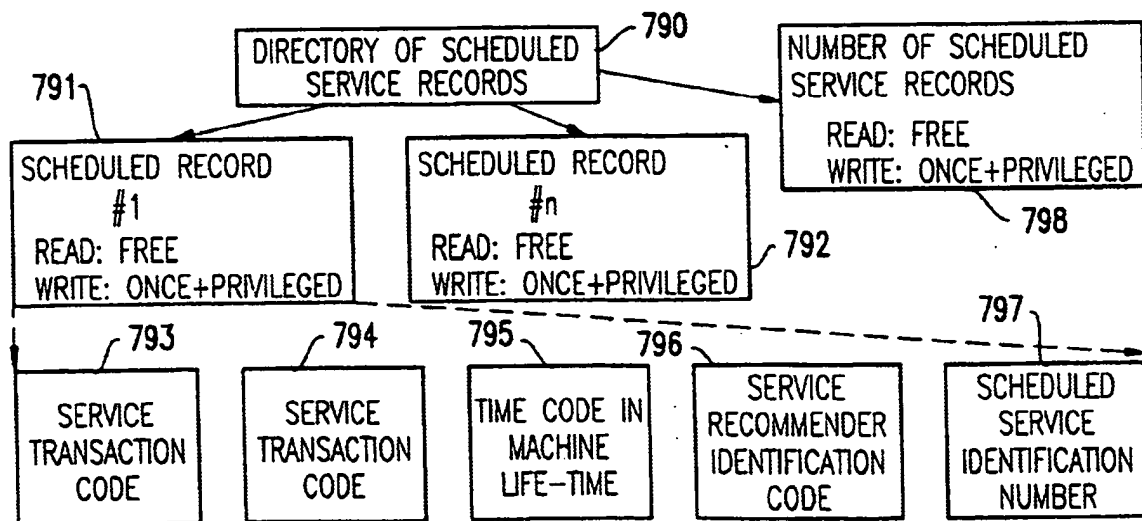 790
DIRECTORY OF SCHEDULED
SERVICE RECORDS
NUMBER OF SCHEDULED
SERVICE RECORDS
READ: FREE
WRITE: ONCE+PRIVILEGED
798
791
SCHEDULED RECORD
#1
READ: FREE
WRITE: ONCE+PRIVILEGED
SCHEDULED RECORD
#n
READ: FREE
WRITE: ONCE+PRIVILEGED
792
793
SERVICE
TRANSACTION
CODE
794
SERVICE
TRANSACTION
CODE
795
TIME CODE IN
MACHINE
LIFE-TIME
796
SERVICE
RECOMMENDER
IDENTIFICATION
CODE
797
SCHEDULED
SERVICE
IDENTIFICATION
NUMBER